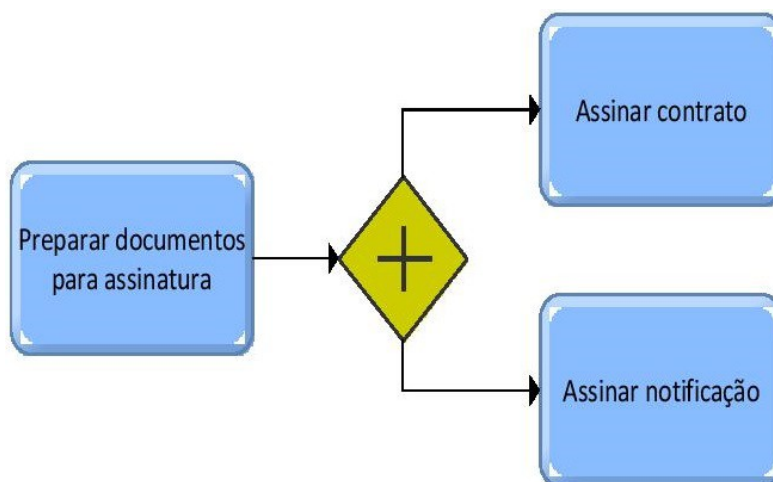 Assinar contrato
Preparar documentos
para assinatura
Assinar notificação